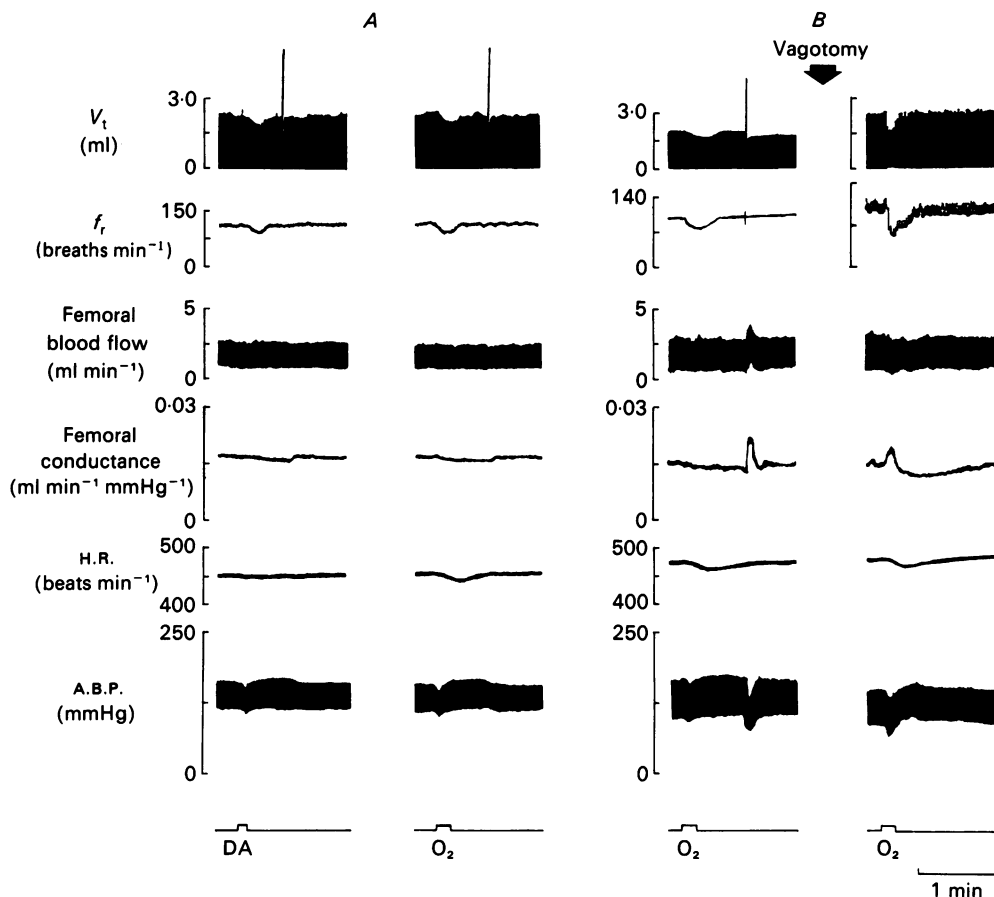 A
B
Vagotomy
3·0
0
Vt
(ml)
3·0
0
150
0
fr
(breaths min⁻¹)
140
0
5
0
Femoral
blood flow
(ml min⁻¹)
5
0
0·03
0
Femoral
conductance
(ml min⁻¹ mmHg⁻¹)
0·03
0
500
400
H.R.
(beats min⁻¹)
500
400
250
0
A.B.P.
(mmHg)
250
0
DA
O₂
O₂
O₂
1 min